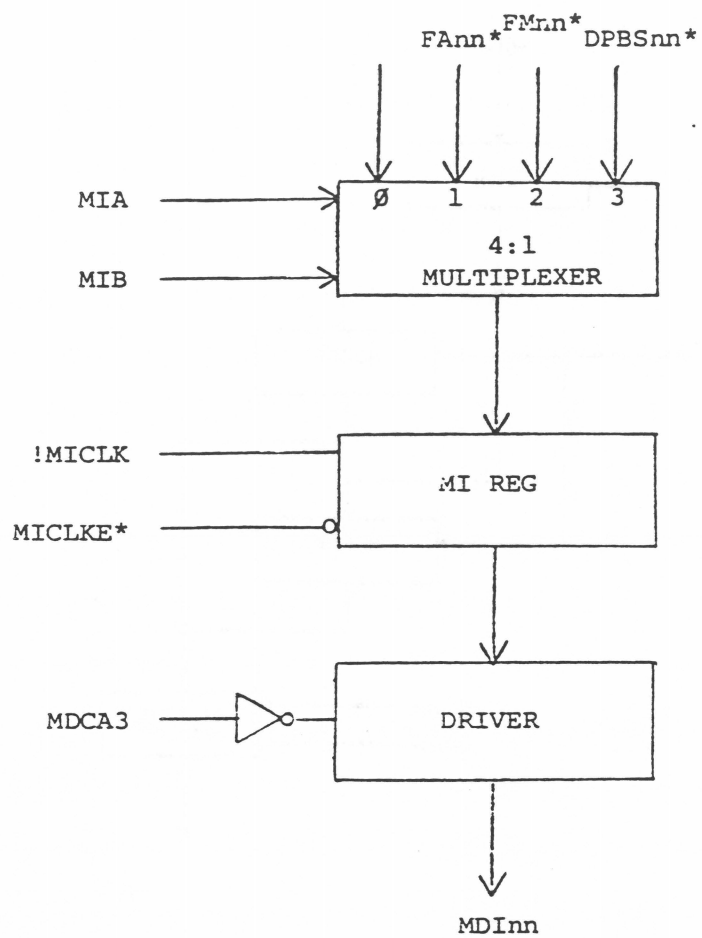 FAnn* FMnn* DPBSnn*
MIA
Ø 1 2 3
4:1
MIB
MULTIPLEXER
!MICLK
MI REG
MICLKE*
MDCA3
DRIVER
MDInn